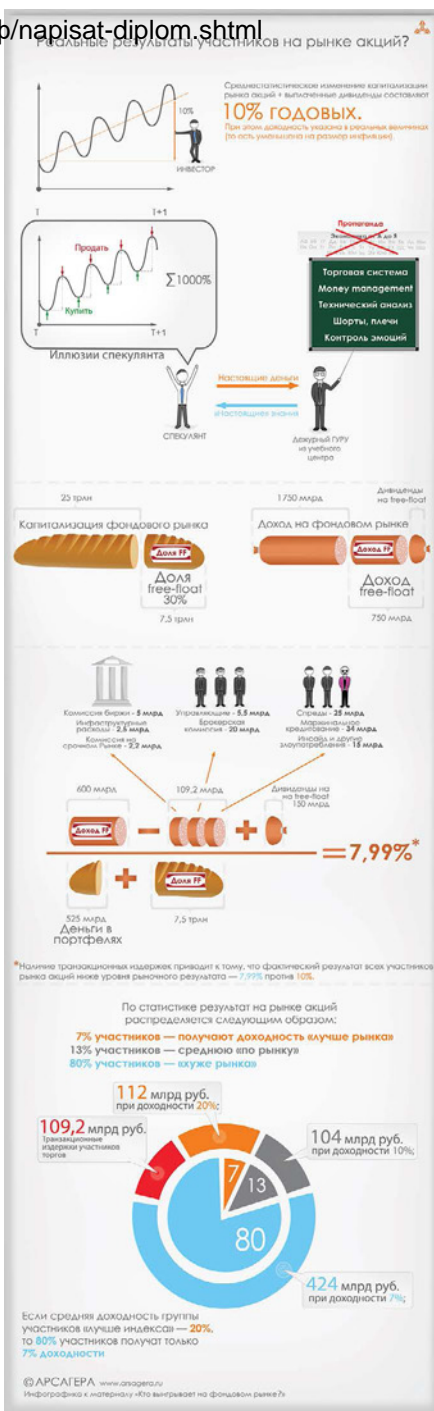 b/napisat-diplom.shtml
Реальные результаты участников на рынке акций?
Среднестатистическое изменение капитализации
рынка акций + выплаченные дивиденды составляют
10% ГОДОВЫХ.
При этом доходность указана в реальных величинах
(то есть уменьшена на размер инфляции).
10%
ИНВЕСТОР
T
T+1
Продать
∑1000%
Купить
T
T+1
Иллюзии спекулянта
Пропаганда
Торговая система
Money management
Технический анализ
Шорты, плечи
Контроль эмоций
Настоящие деньги
«Настоящие» знания
СПЕКУЛЯНТ
Дежурный ГУРУ
из учебного
центра
25 трлн
Капитализация фондового рынка
Доля FF
Доля
free-float
30%
7,5 трлн
1750 млрд
Дивиденды
на free-float
Доход на фондовом рынке
Доход FF
Доход
free-float
750 млрд
Комиссия биржи - 5 млрд
Инфраструктурные
расходы - 2,5 млрд
Комиссия на
срочном Рынке - 2,2 млрд
Управляющим - 5,5 млрд
Брокерская
комиссия - 20 млрд
Спреды - 25 млрд
Маржинальное
кредитование - 34 млрд
Инсайд и другие
злоупотребления - 15 млрд
600 млрд
109,2 млрд
Дивиденды на
на free-float
150 млрд
Доход FF
=7,99%*
Доля FF
525 млрд
Деньги в
портфелях
7,5 трлн
*Наличие транзакционных издержек приводит к тому, что фактический результат всех участников
рынка акций ниже уровня рыночного результата — 7,99% против 10%.
По статистике результат на рынке акций
распределяется следующим образом:
7% участников — получают доходность «лучше рынка»
13% участников — среднюю «по рынку»
80% участников — «хуже рынка»
112 млрд руб.
при доходности 20%;
109,2 млрд руб.
Транзакционные
издержки участников
торгов
104 млрд руб.
при доходности 10%;
7
13
80
424 млрд руб.
при доходности 7%;
Если средняя доходность группы
участников «лучше индекса» — 20%,
то 80% участников получат только
7% доходности
© АРСАГЕРА www.arsagera.ru
Инфографика к материалу «Кто выигрывает на фондовом рынке?»